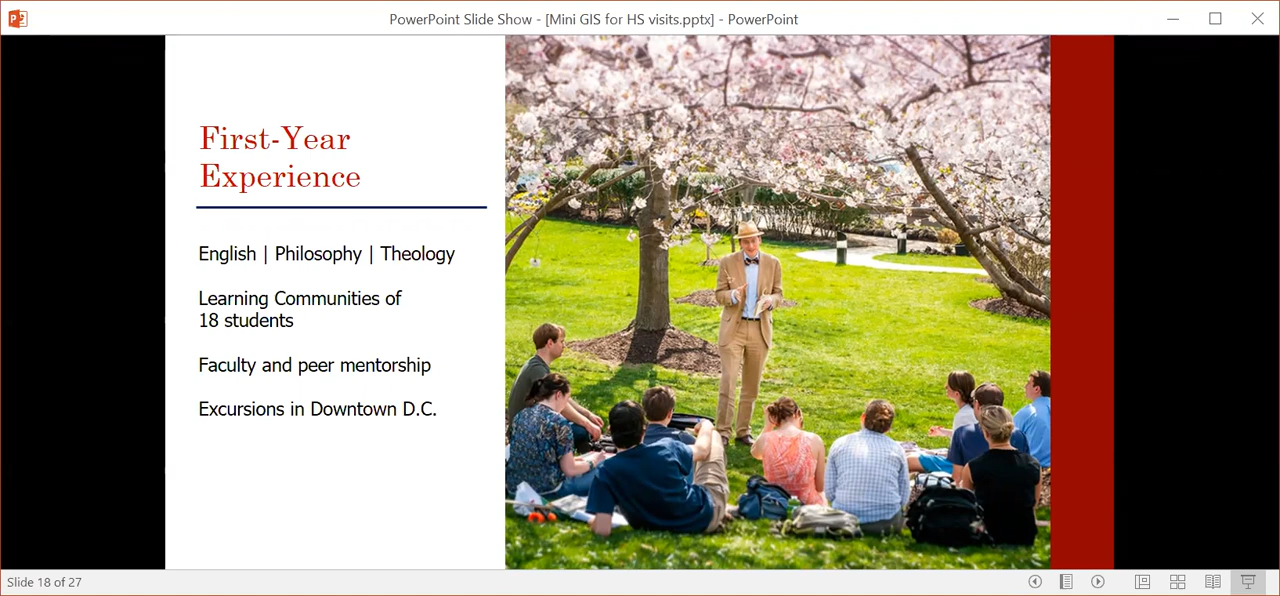 PowerPoint Slide Show - [Mini GIS for HS visits.pptx] - PowerPoint
First-Year
Experience
English | Philosophy | Theology
Learning Communities of
18 students
Faculty and peer mentorship
Excursions in Downtown D.C.
Slide 18 of 27